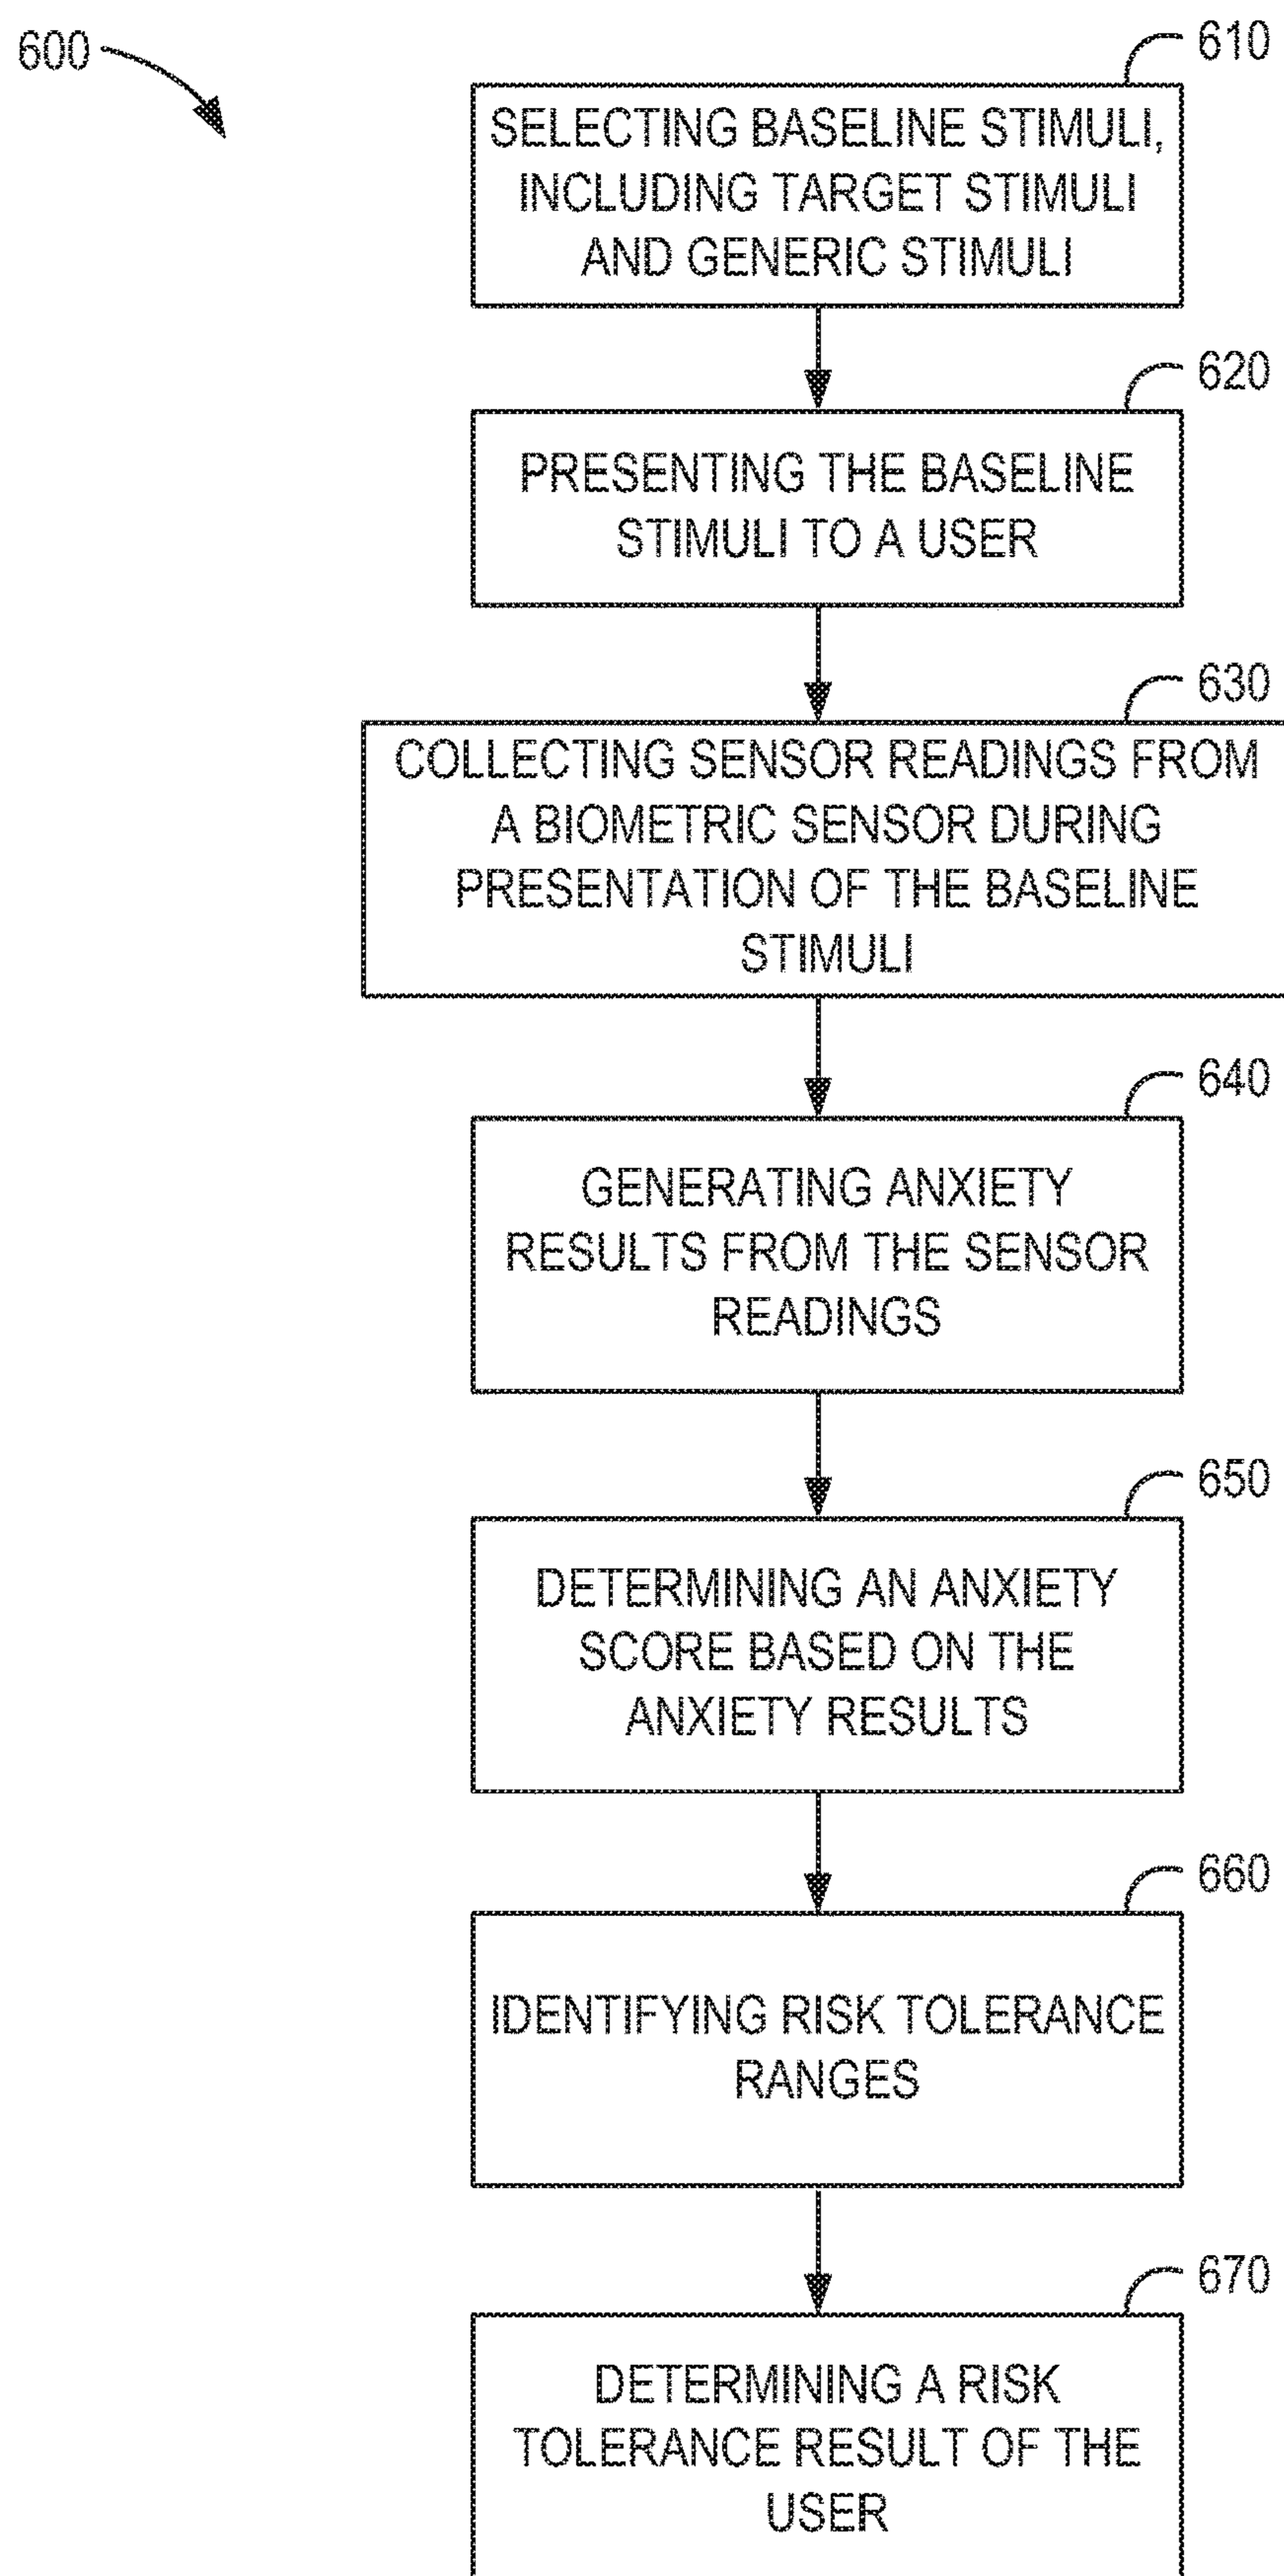 600
610
SELECTING BASELINE STIMULI,
INCLUDING TARGET STIMULI
AND GENERIC STIMULI
620
PRESENTING THE BASELINE
STIMULI TO A USER
630
COLLECTING SENSOR READINGS FROM
A BIOMETRIC SENSOR DURING
PRESENTATION OF THE BASELINE
STIMULI
640
GENERATING ANXIETY
RESULTS FROM THE SENSOR
READINGS
650
DETERMINING AN ANXIETY
SCORE BASED ON THE
ANXIETY RESULTS
660
IDENTIFYING RISK TOLERANCE
RANGES
670
DETERMINING A RISK
TOLERANCE RESULT OF THE
USER